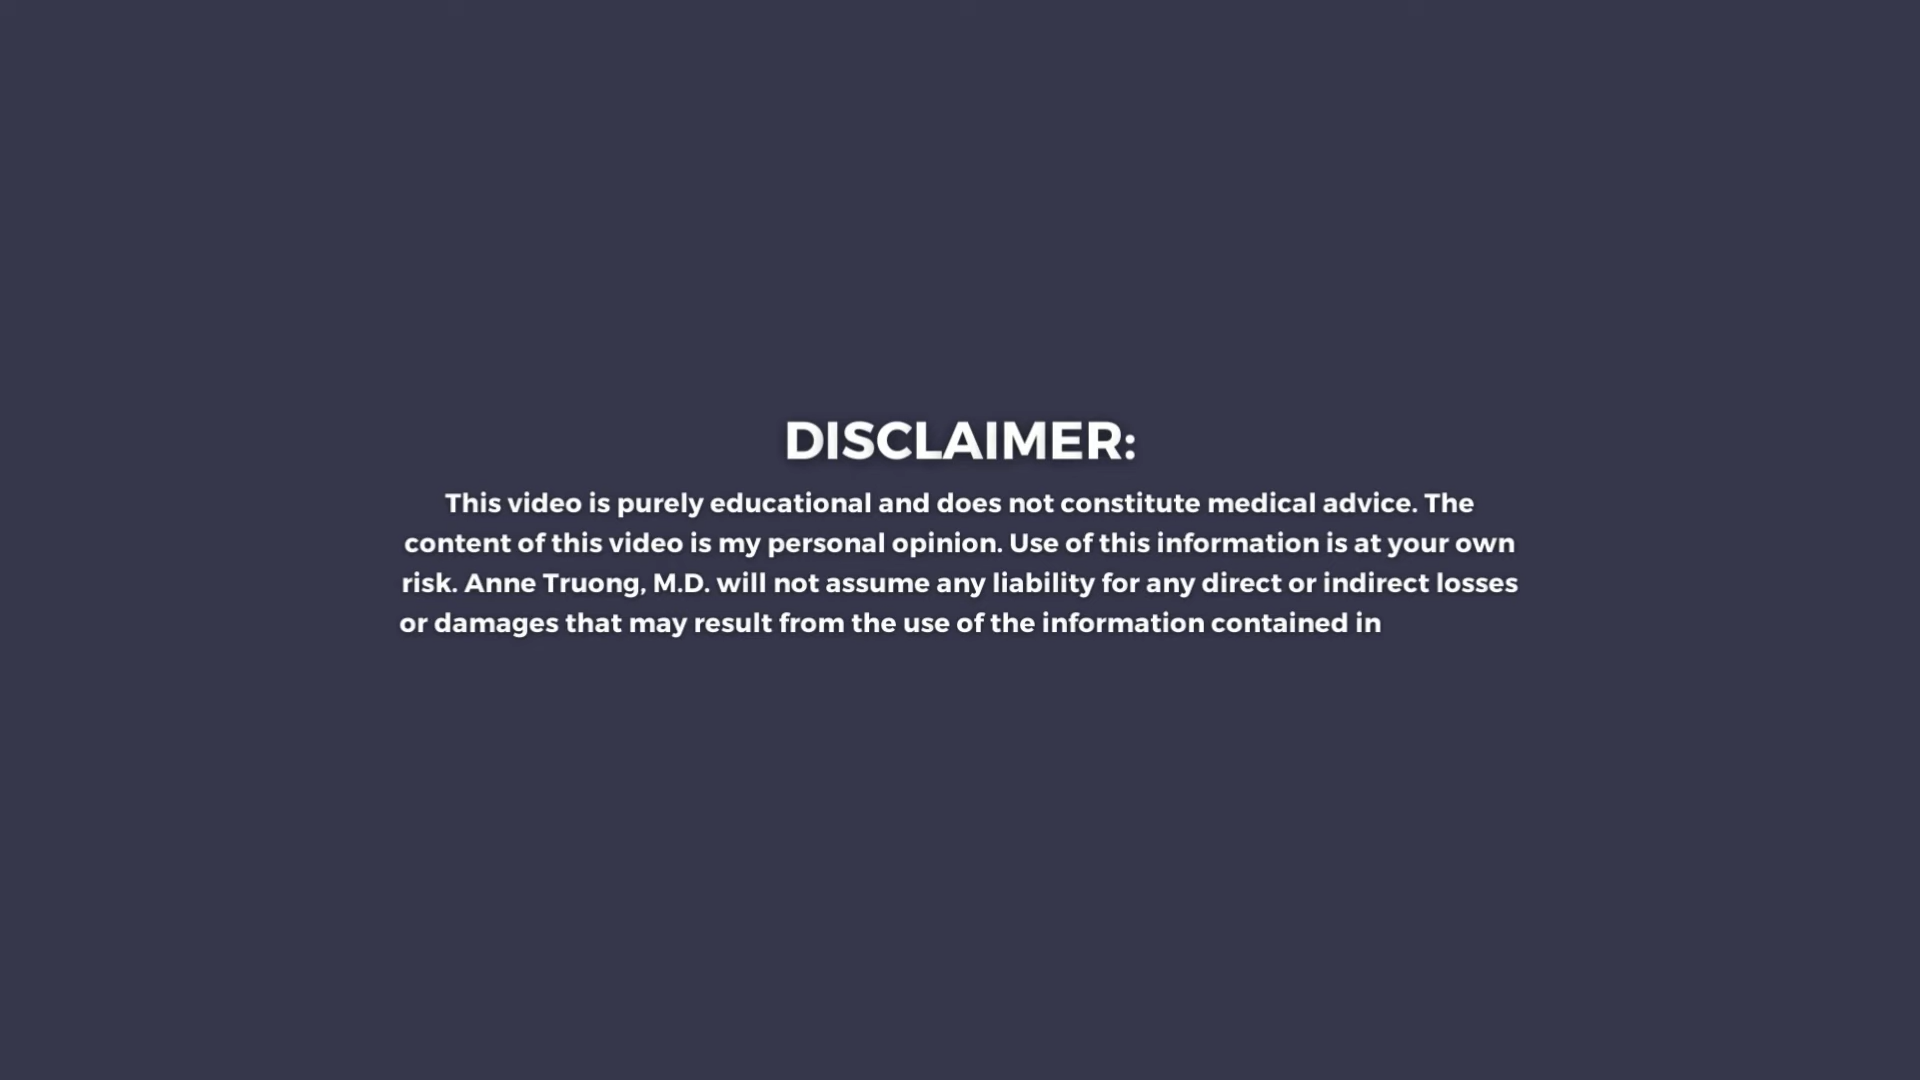 DISCLAIMER:
This video is purely educational and does not constitute medical advice. The
content of this video is my personal opinion. Use of this information is at your own
risk. Anne Truong, M.D. will not assume any liability for any direct or indirect losses
or damages that may result from the use of the information contained in